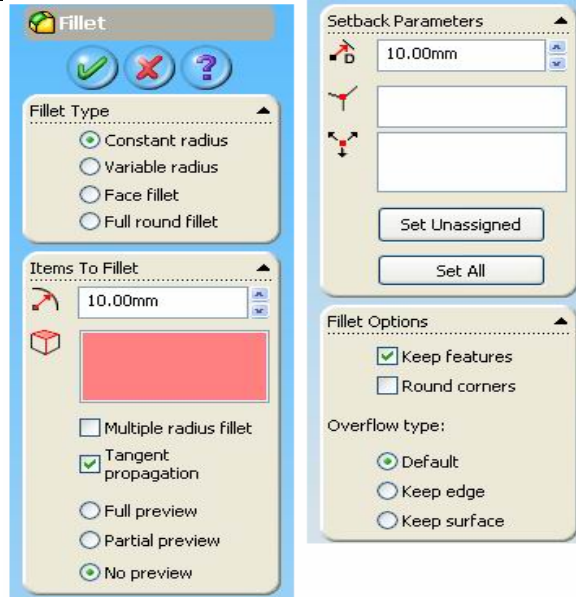 Fillet
?
Fillet Type
Constant radius
Variable radius
Face fillet
Full round fillet
Items To Fillet
10.00mm
Multiple radius fillet
Tangent
propagation
Full preview
Partial preview
No preview
Setback Parameters
D
10.00mm
Set Unassigned
Set All
Fillet Options
Keep features
Round corners
Overflow type:
Default
Keep edge
Keep surface